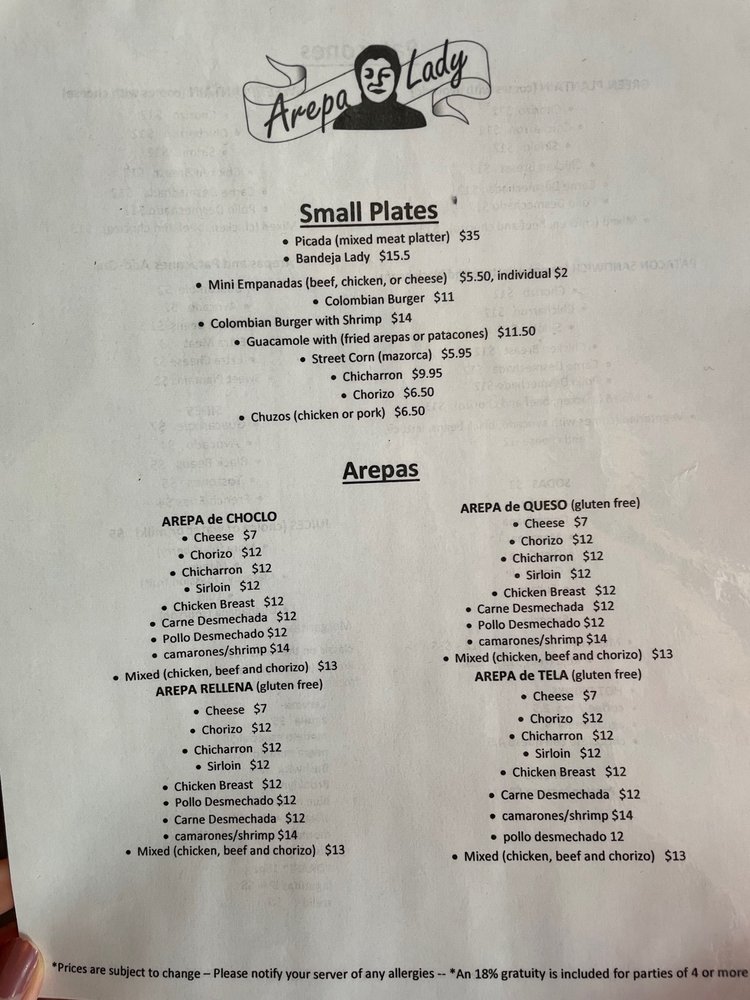 Arepa Lady
Small Plates
• Picada (mixed meat platter) $35
• Bandeja Lady $15.5
• Mini Empanadas (beef, chicken, or cheese) $5.50, individual $2
• Colombian Burger $11
• Colombian Burger with Shrimp $14
• Guacamole with (fried arepas or patacones) $11.50
• Street Corn (mazorca) $5.95
• Chicharron $9.95
• Chorizo $6.50
• Chuzos (chicken or pork) $6.50
Arepas
AREPA de CHOCLO
• Cheese $7
• Chorizo $12
• Chicharron $12
• Sirloin $12
• Chicken Breast $12
• Carne Desmechada $12
• Pollo Desmechado $12
• camarones/shrimp $14
• Mixed (chicken, beef and chorizo) $13
AREPA RELLENA (gluten free)
• Cheese $7
• Chorizo $12
• Chicharron $12
• Sirloin $12
• Chicken Breast $12
• Pollo Desmechado $12
• Carne Desmechada $12
• camarones/shrimp $14
• Mixed (chicken, beef and chorizo) $13
AREPA de QUESO (gluten free)
• Cheese $7
• Chorizo $12
• Chicharron $12
• Sirloin $12
• Chicken Breast $12
• Carne Desmechada $12
• Pollo Desmechado $12
• camarones/shrimp $14
• Mixed (chicken, beef and chorizo) $13
AREPA de TELA (gluten free)
• Cheese $7
• Chorizo $12
• Chicharron $12
• Sirloin $12
• Chicken Breast $12
• Carne Desmechada $12
• camarones/shrimp $14
• pollo desmechado 12
• Mixed (chicken, beef and chorizo) $13
*Prices are subject to change – Please notify your server of any allergies -- *An 18% gratuity is included for parties of 4 or more